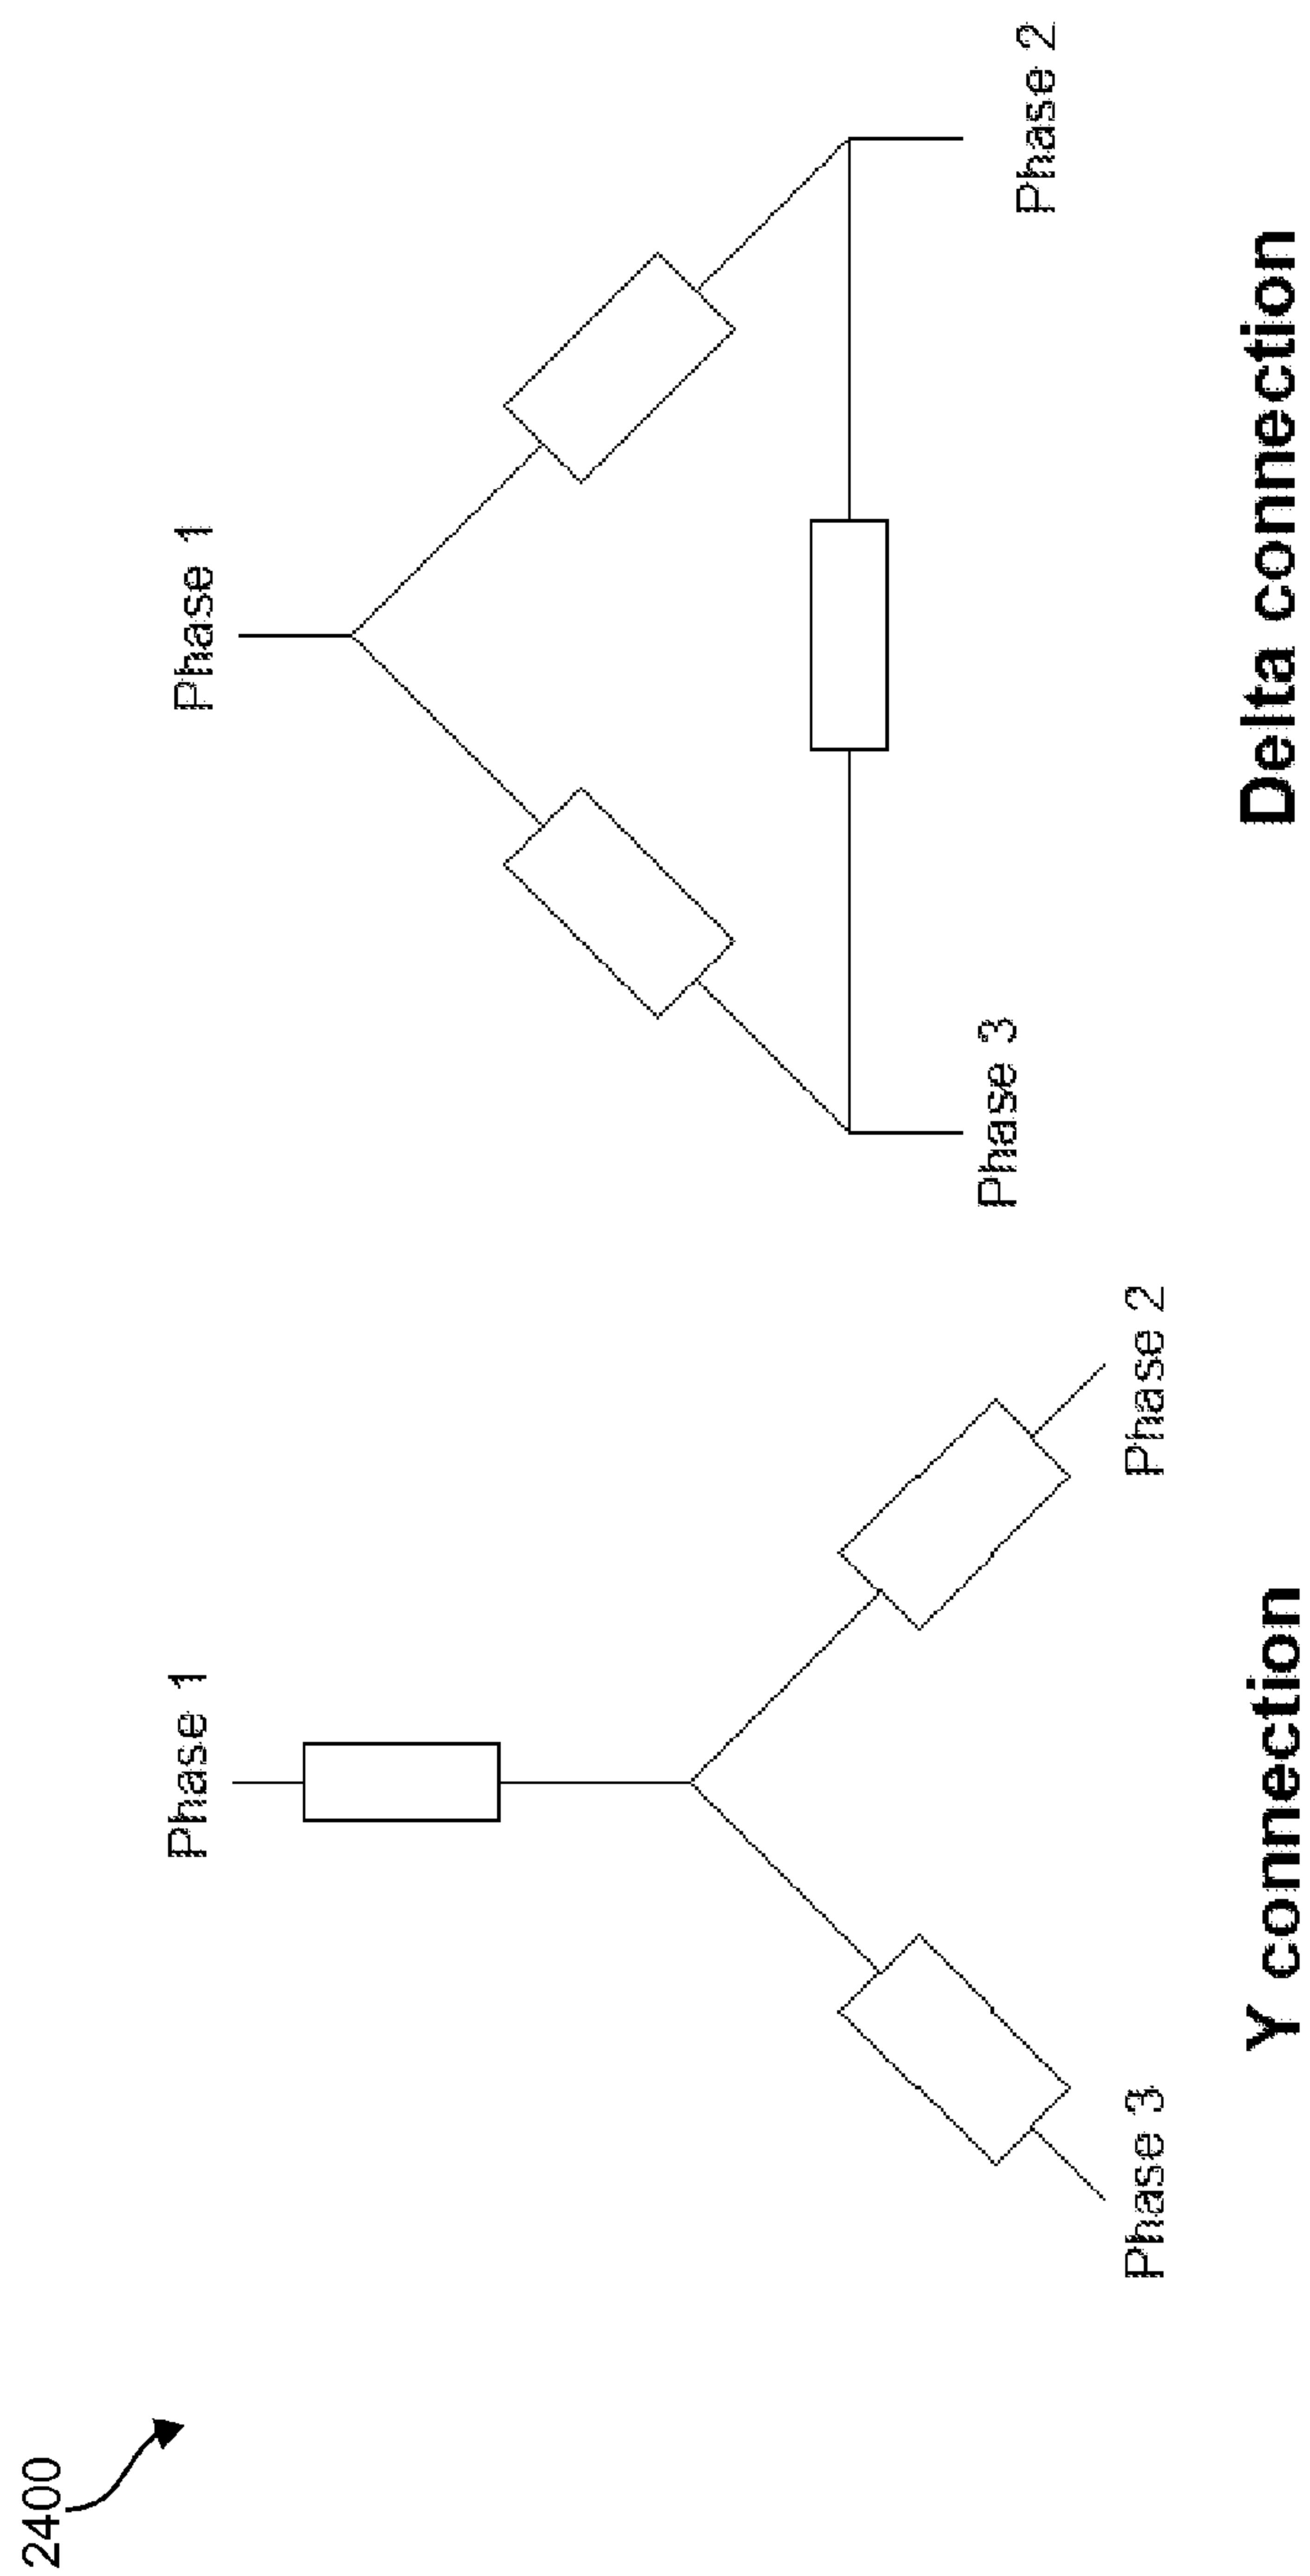 2400
Phase 1
Phase 3
Phase 2
Y connection
Phase 1
Phase 3
Phase 2
Delta connection